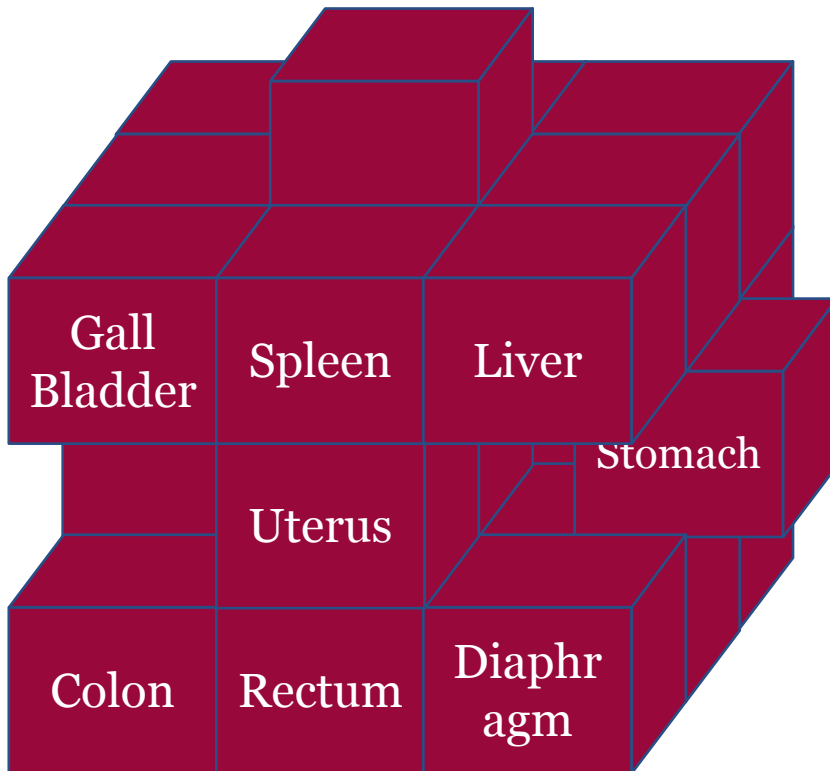 Gall
Bladder
Spleen
Liver
Stomach
Uterus
Colon
Rectum
Diaphr
agm